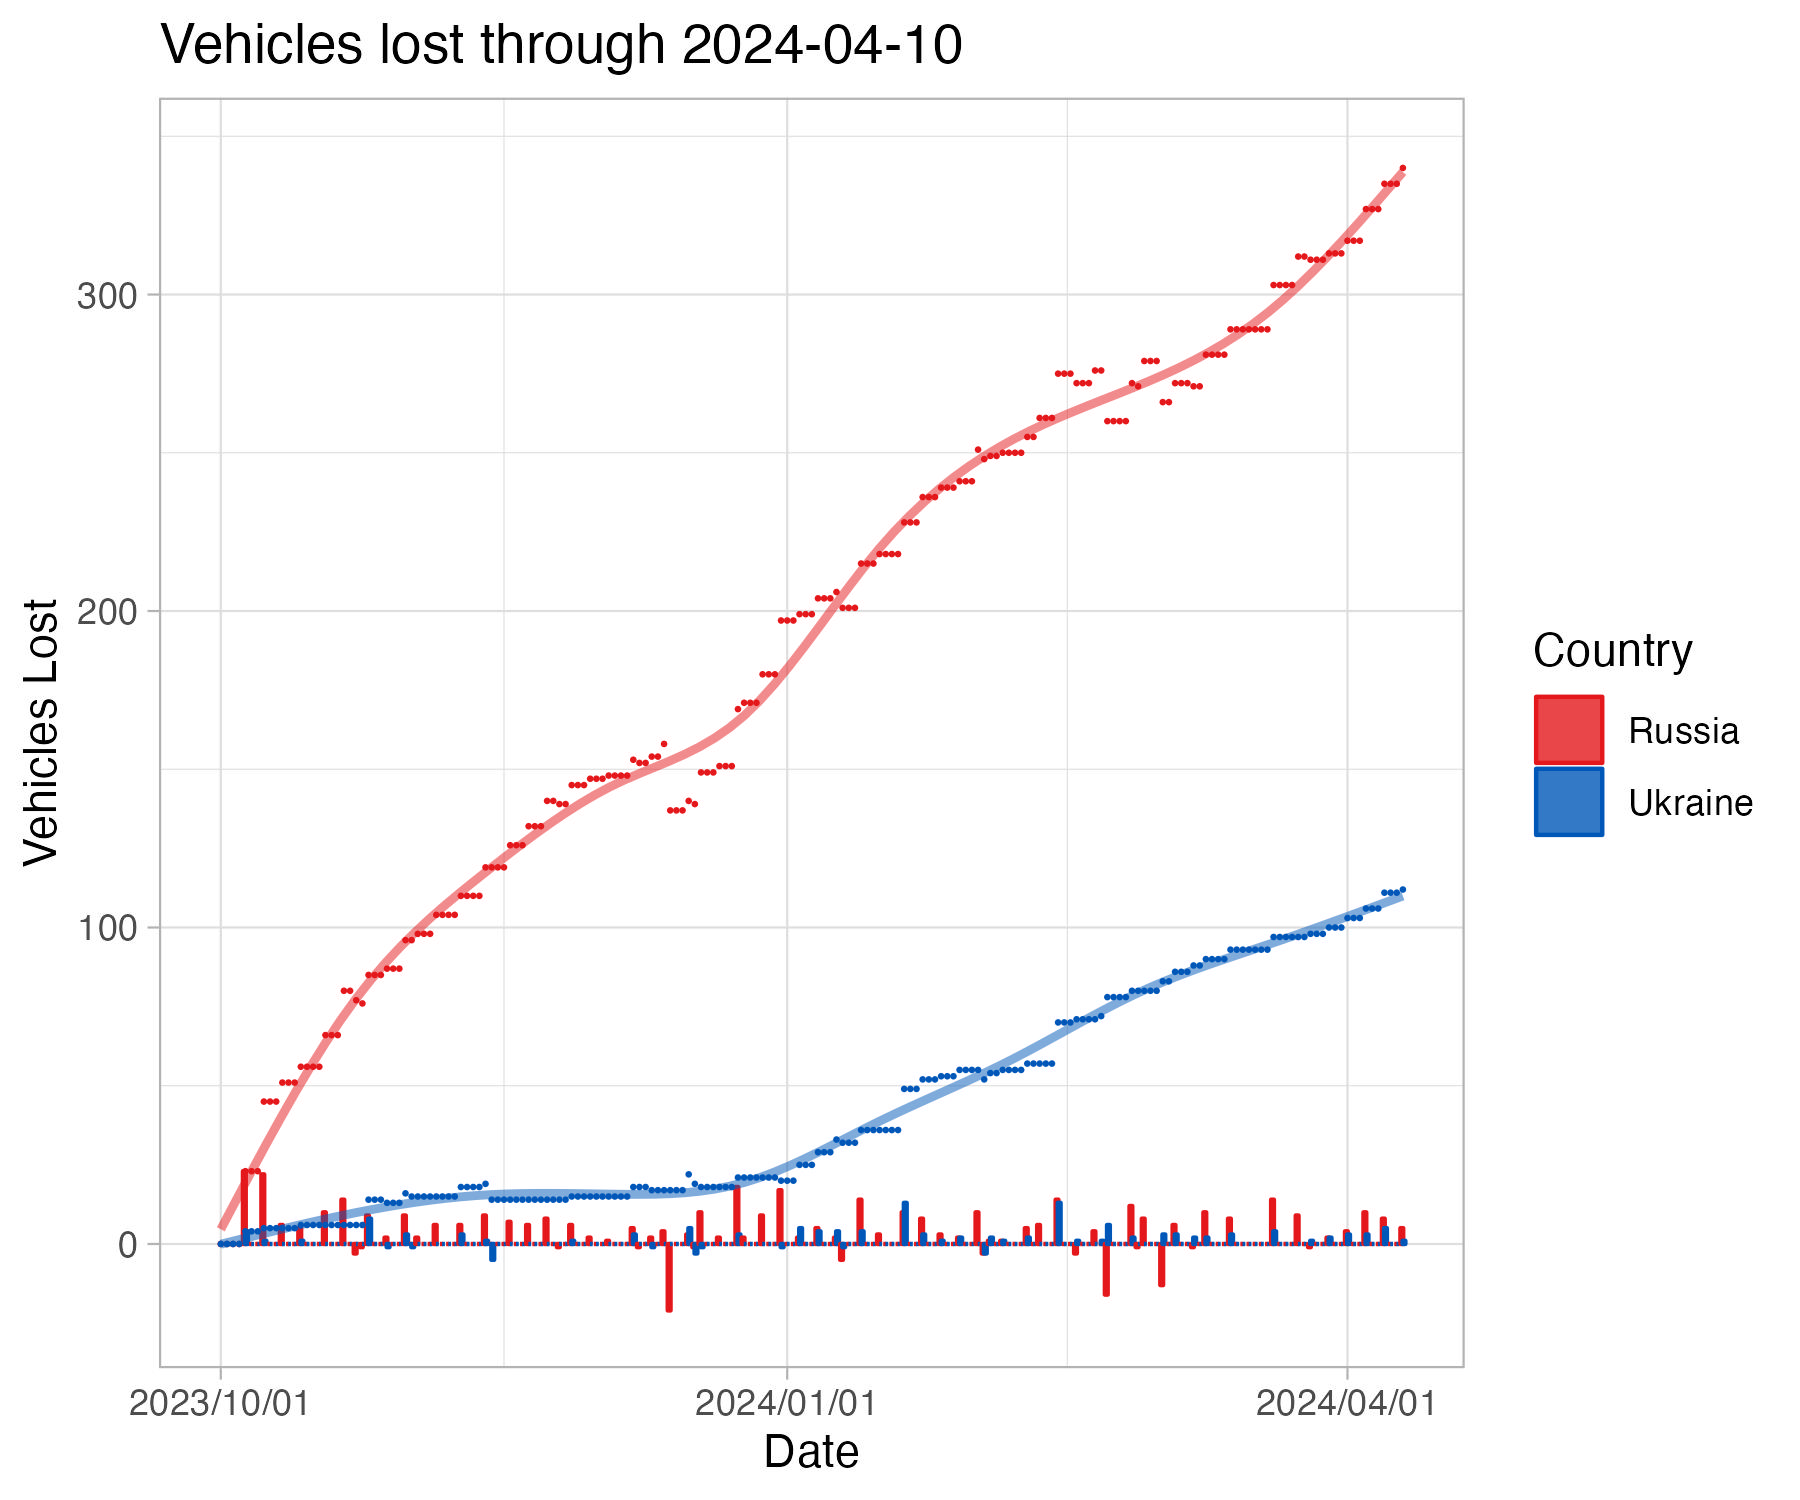 Vehicles lost through 2024-04-10
Vehicles Lost
300
200
100
0
2023/10/01
2024/01/01
2024/04/01
Date
Country
Russia
Ukraine